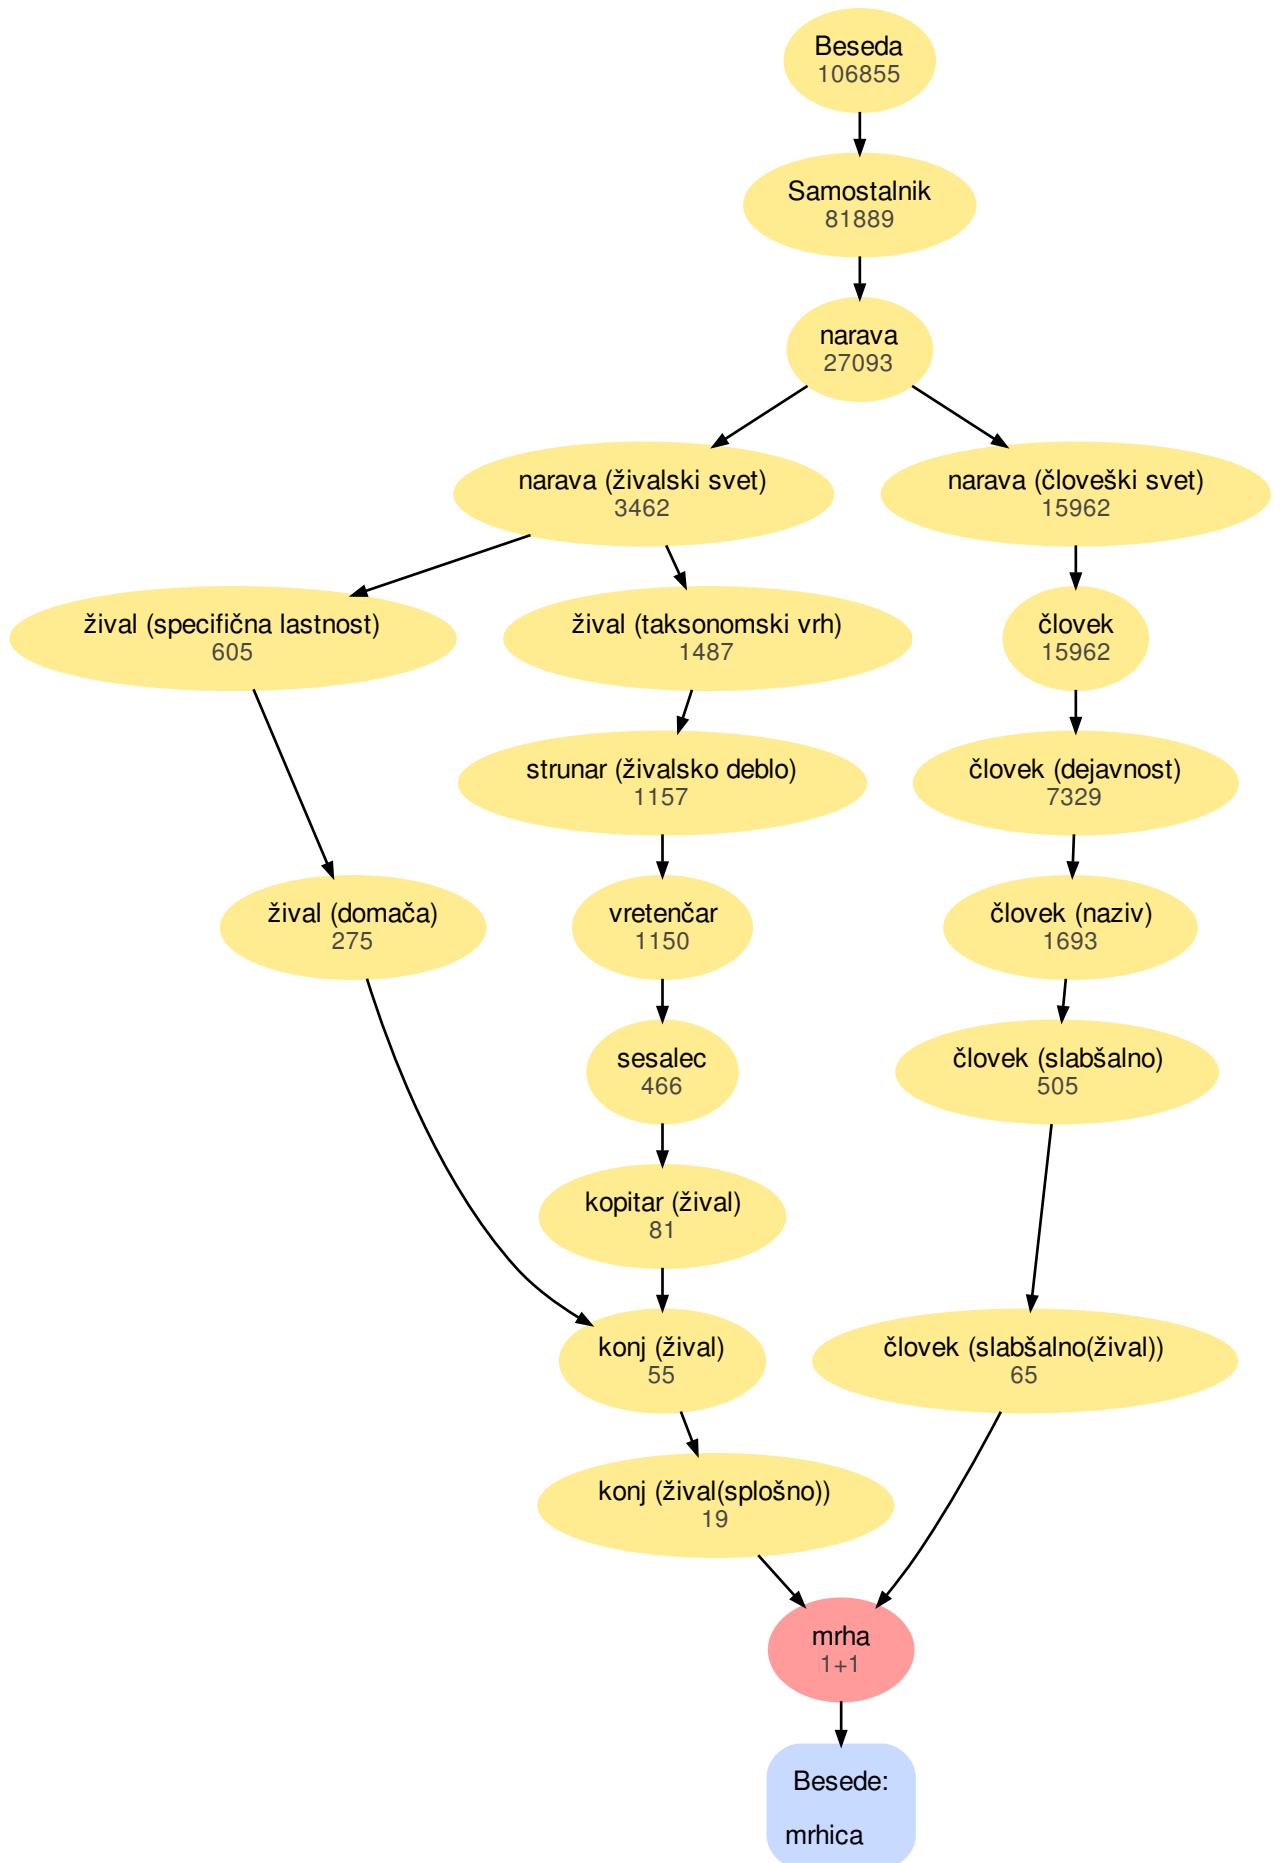 Beseda
106855
Samostalnik
81889
narava
27093
narava (živalski svet)
3462
narava (človeški svet)
15962
žival (specifična lastnost)
605
žival (taksonomski vrh)
1487
človek
15962
strunar (živalsko deblo)
1157
človek (dejavnost)
7329
žival (domača)
275
vretenčar
1150
človek (naziv)
1693
sesalec
466
človek (slabšalno)
505
kopitar (žival)
81
konj (žival)
55
človek (slabšalno(žival))
65
konj (žival(splošno))
19
mrha
1+1
Besede:
mrhica